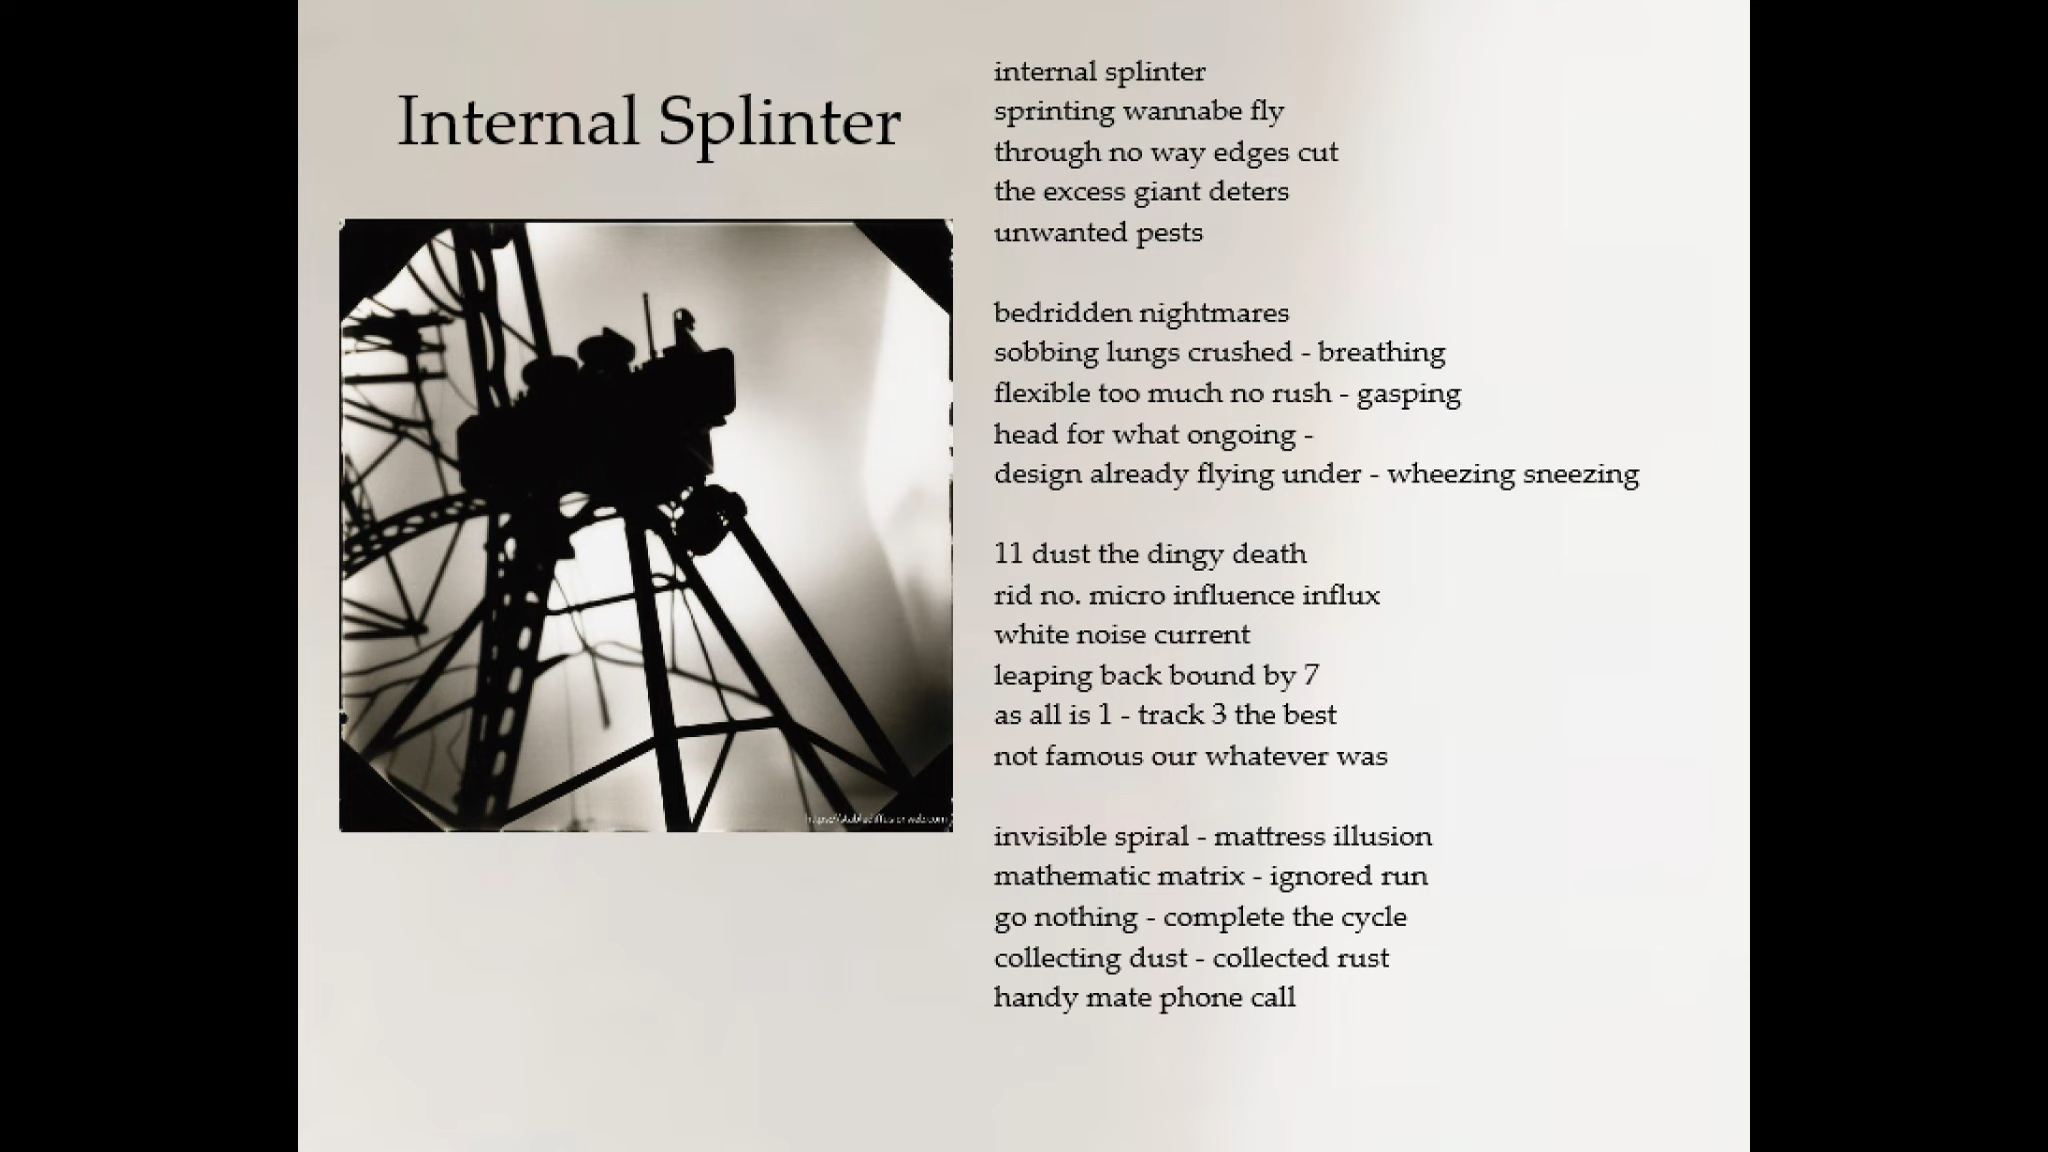 Internal Splinter
internal splinter
sprinting wannabe fly
through no way edges cut
the excess giant deters
unwanted pests
bedridden nightmares
sobbing lungs crushed - breathing
flexible too much no rush - gasping
head for what ongoing -
design already flying under - wheezing sneezing
11 dust the dingy death
rid no. micro influence influx
white noise current
leaping back bound by 7
as all is 1 - track 3 the best
not famous our whatever was
invisible spiral - mattress illusion
mathematic matrix - ignored run
go nothing - complete the cycle
collecting dust - collected rust
handy mate phone call
https://stablediffusionweb.com